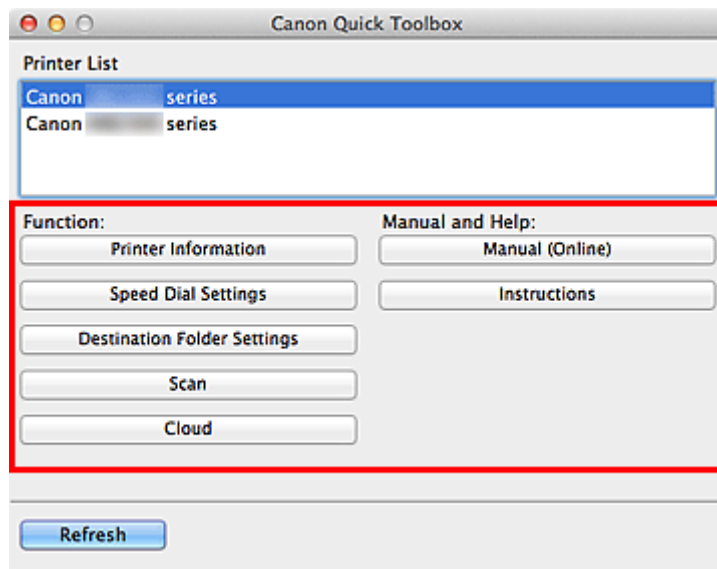 Canon Quick Toolbox
Printer List
Canon series
Canon series
Function:
Printer Information
Speed Dial Settings
Destination Folder Settings
Scan
Cloud
Manual and Help:
Manual (Online)
Instructions
Refresh